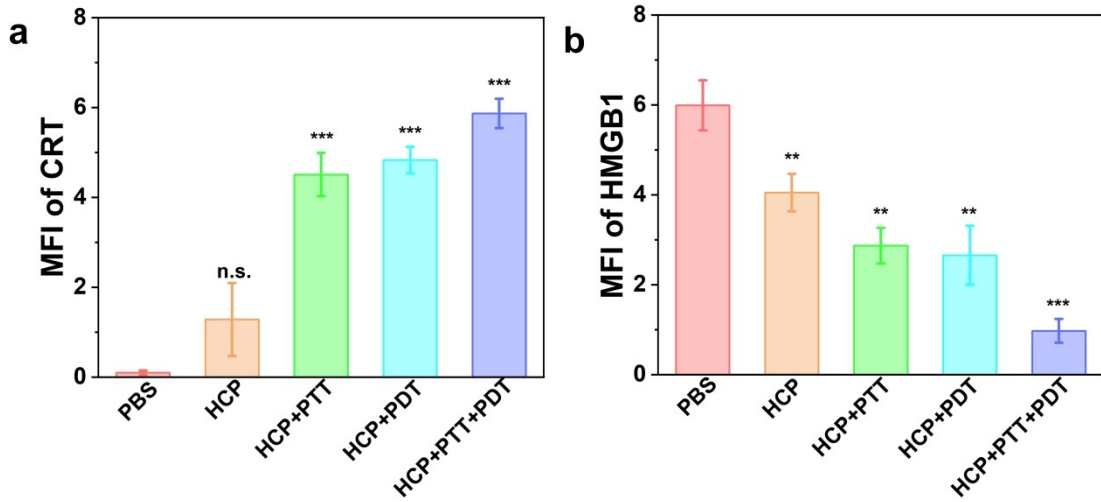 a
MFI of CRT
8
6
4
2
0
n.s.
***
***
***
PBS
HCP
HCP+PTT
HCP+PDT
HCP+PTT+PDT
b
MFI of HMGB1
8
6
4
2
0
**
**
**
***
PBS
HCP
HCP+PTT
HCP+PDT
HCP+PTT+PDT